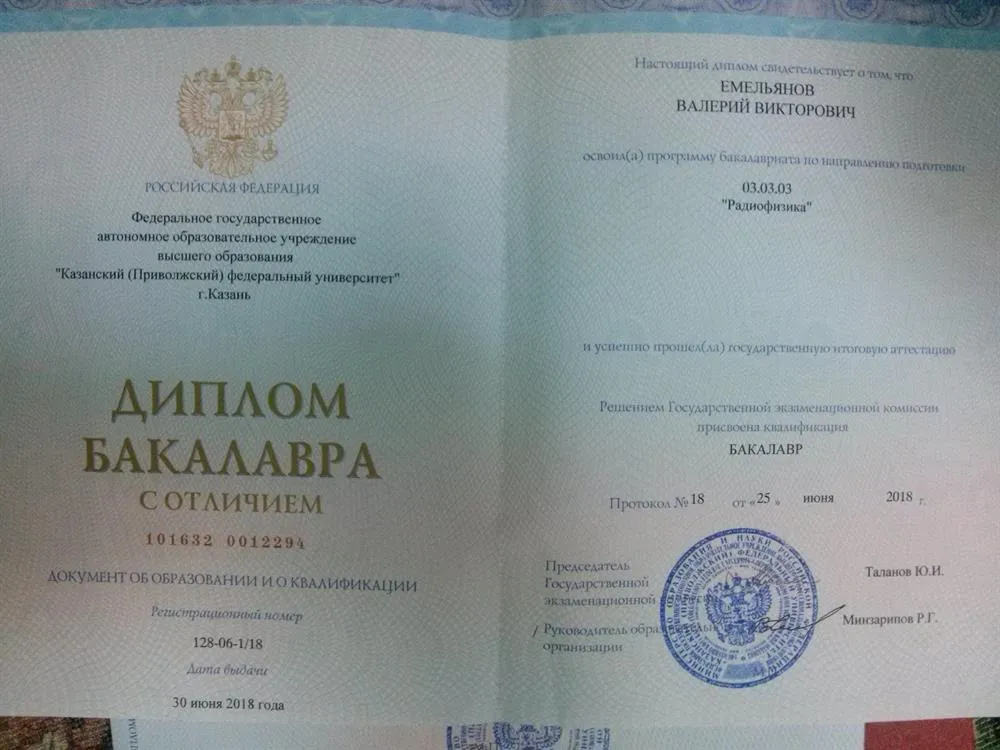 РОССИЙСКАЯ ФЕДЕРАЦИЯ
Федеральное государственное
автономное образовательное учреждение
высшего образования
"Казанский (Приволжский) федеральный университет"
г.Казань
ДИПЛОМ
БАКАЛАВРА
С ОТЛИЧИЕМ
101632 0012294
ДОКУМЕНТ ОБ ОБРАЗОВАНИИ И О КВАЛИФИКАЦИИ
Регистрационный номер
128-06-1/18
Дата выдачи
30 июня 2018 года
Настоящий диплом свидетельствует о том, что
ЕМЕЛЬЯНОВ
ВАЛЕРИЙ ВИКТОРОВИЧ
освоил(а) программу бакалавриата по направлению подготовки
03.03.03
"Радиофизика"
и успешно прошел(ла) государственную итоговую аттестацию
Решением Государственной экзаменационной комиссии
присвоена квалификация
БАКАЛАВР
Протокол № 18 от «25» июня 2018 г.
Председатель
Государственной
экзаменационной
Таланов Ю.И.
/ Руководитель
организации
Минзарипов Р.Г.